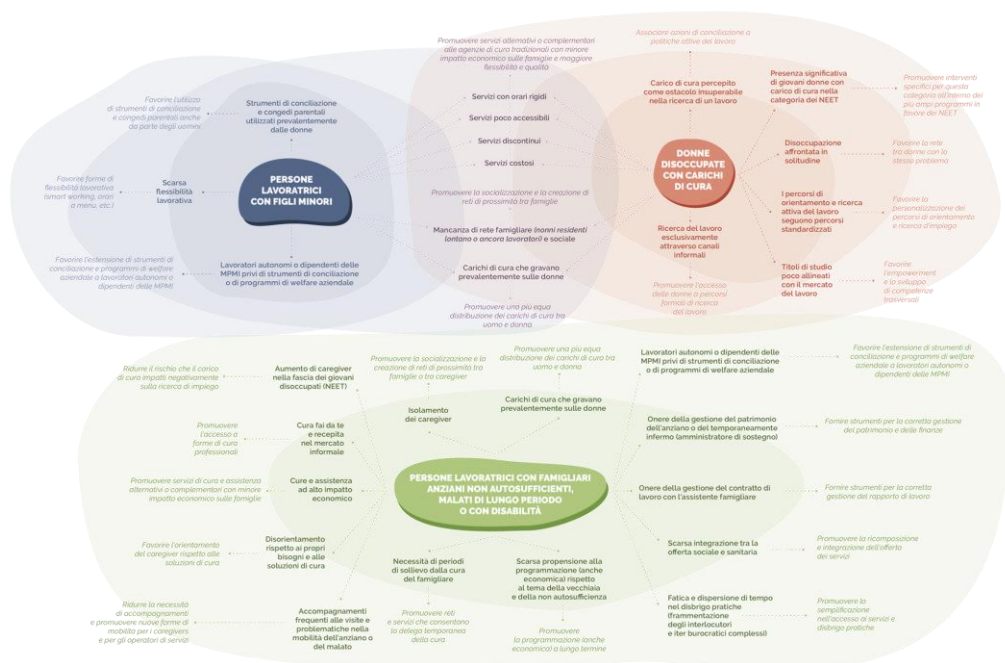 Promuovere servizi alternativi o complementari
alle agenzie di cura tradizionali con minore
impatto economico sulle famiglie e maggiore
flessibilità e qualità
Associare azioni di conciliazione a
politiche attive del lavoro
Favorire l'utilizzo
di strumenti di conciliazione
e congedi parentali anche
da parte degli uomini
Strumenti di conciliazione
e congedi parentali
utilizzati prevalentemente
dalle donne
Favorire forme di
flessibilità lavorativa
(smart working, orari
a menu, etc.)
Scarsa
flessibilità
lavorativa
PERSONE
LAVORATRICI
CON FIGLI MINORI
Favorire l'estensione di strumenti di
conciliazione e programmi di welfare
aziendale a lavoratori autonomi o
dipendenti delle MPMI
Lavoratori autonomi o dipendenti delle
MPMI privi di strumenti di conciliazione
o di programmi di welfare aziendale
Servizi con orari rigidi
Servizi poco accessibili
Servizi discontinui
Servizi costosi
Promuovere la socializzazione e la creazione di
reti di prossimità tra famiglie
Mancanza di rete famigliare (nonni residenti
lontano o ancora lavoratori) e sociale
Carichi di cura che gravano
prevalentemente sulle donne
Promuovere una più equa
distribuzione dei carichi di cura tra
uomo e donna
Carico di cura percepito
come ostacolo insuperabile
nella ricerca di un lavoro
DONNE
DISOCCUPATE
CON CARICHI
DI CURA
Ricerca del lavoro
esclusivamente
attraverso canali
informali
Promuovere l'accesso
delle donne a percorsi
formali di ricerca
del lavoro
Presenza significativa
di giovani donne con
carico di cura nella
categoria dei NEET
Promuovere interventi
specifici per questa
categoria all'interno dei
più ampi programmi in
favore dei NEET
Disoccupazione
affrontata in
solitudine
Favorire la rete
tra donne con lo
stesso problema
I percorsi di
orientamento e ricerca
attiva del lavoro
seguono percorsi
standardizzati
Favorire la
personalizzazione dei
percorsi di orientamento
e ricerca d'impiego
Titoli di studio
poco allineati
con il mercato
del lavoro
Favorire
l'empowerment
e la sviluppo
di competenze
trasversali
Ridurre il rischio che il carico
di cura impatti negativamente
sulla ricerca di impiego
Aumento di caregiver
nella fascia dei giovani
disoccupati (NEET)
Promuovere la socializzazione e la
creazione di reti di prossimità tra
famiglie o tra caregiver
Isolamento
dei caregiver
Promuovere una più equa
distribuzione dei carichi di cura tra
uomo e donna
Carichi di cura che gravano
prevalentemente sulle donne
Lavoratori autonomi o dipendenti delle
MPMI privi di strumenti di conciliazione
o di programmi di welfare aziendale
Favorire l'estensione di strumenti di
conciliazione e programmi di welfare
aziendale a lavoratori autonomi o
dipendenti delle MPMI
Promuovere
l'accesso a
forme di cura
professionali
Cura fai da te
e recepita
nel mercato
informale
Onere della gestione del patrimonio
dell'anziano o del temporaneamente
infermo (amministratore di sostegno)
Fornire strumenti per la corretta gestione
del patrimonio e delle finanze
Promuovere servizi di cura e assistenza
alternativi o complementari con minore
impatto economico sulle famiglie
Cure e assistenza
ad alto impatto
economico
PERSONE LAVORATRICI CON FAMIGLIARI
ANZIANI NON AUTOSUFFICIENTI,
MALATI DI LUNGO PERIODO
O CON DISABILITÀ
Onere della gestione del contratto di
lavoro con l'assistente famigliare
Fornire strumenti per la corretta
gestione del rapporto di lavoro
Favorire l'orientamento
del caregiver rispetto alle
soluzioni di cura
Disorientamento
rispetto ai propri
bisogni e alle
soluzioni di cura
Necessità di periodi
di sollievo dalla cura
del famigliare
Promuovere reti
e servizi che consentano
la delega temporanea
della cura
Scarsa propensione alla
programmazione (anche
economica) rispetto
al tema della vecchiaia
e della non autosufficienza
Promuovere
la programmazione (anche
economica) a lungo termine
Scarsa integrazione tra la
offerta sociale e sanitaria
Promuovere la ricomposizione
e integrazione dell'offerta
dei servizi
Ridurre la necessità
di accompagnamenti
e promuovere nuove forme di
mobilità per i caregivers
e per gli operatori di servizi
Accompagnamenti
frequenti alle visite e
problematiche nella
mobilità dell'anziano o
del malato
Fatica e dispersione di tempo
nel disbrigo pratiche
(frammentazione
degli interlocutori
e iter burocratici complessi)
Promuovere la
semplificazione
nell'accesso ai servizi e
disbrigo pratiche